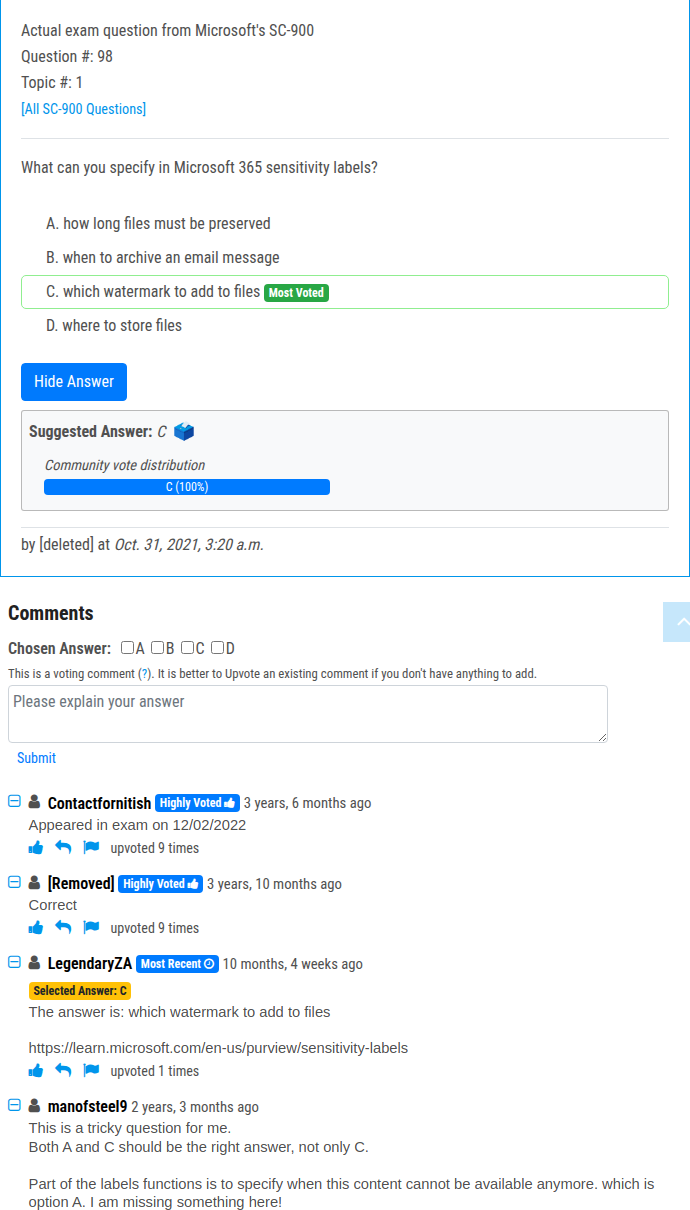 Actual exam question from Microsoft's SC-900
Question #: 98
Topic #: 1
[All SC-900 Questions]
What can you specify in Microsoft 365 sensitivity labels?
A. how long files must be preserved
B. when to archive an email message
C. which watermark to add to files Most Voted
D. where to store files
Hide Answer
Suggested Answer: C
Community vote distribution
C (100%)
by [deleted] at Oct. 31, 2021, 3:20 a.m.
Comments
Chosen Answer: A B C D
This is a voting comment (?). It is better to Upvote an existing comment if you don't have anything to add.
Please explain your answer
Submit
Contactfornitish Highly Voted 3 years, 6 months ago
Appeared in exam on 12/02/2022
upvoted 9 times
[Removed] Highly Voted 3 years, 10 months ago
Correct
upvoted 9 times
LegendaryZA Most Recent 10 months, 4 weeks ago
Selected Answer: C
The answer is: which watermark to add to files
https://learn.microsoft.com/en-us/purview/sensitivity-labels
upvoted 1 times
manofsteel9 2 years, 3 months ago
This is a tricky question for me.
Both A and C should be the right answer, not only C.
Part of the labels functions is to specify when this content cannot be available anymore. which is
option A. I am missing something here!